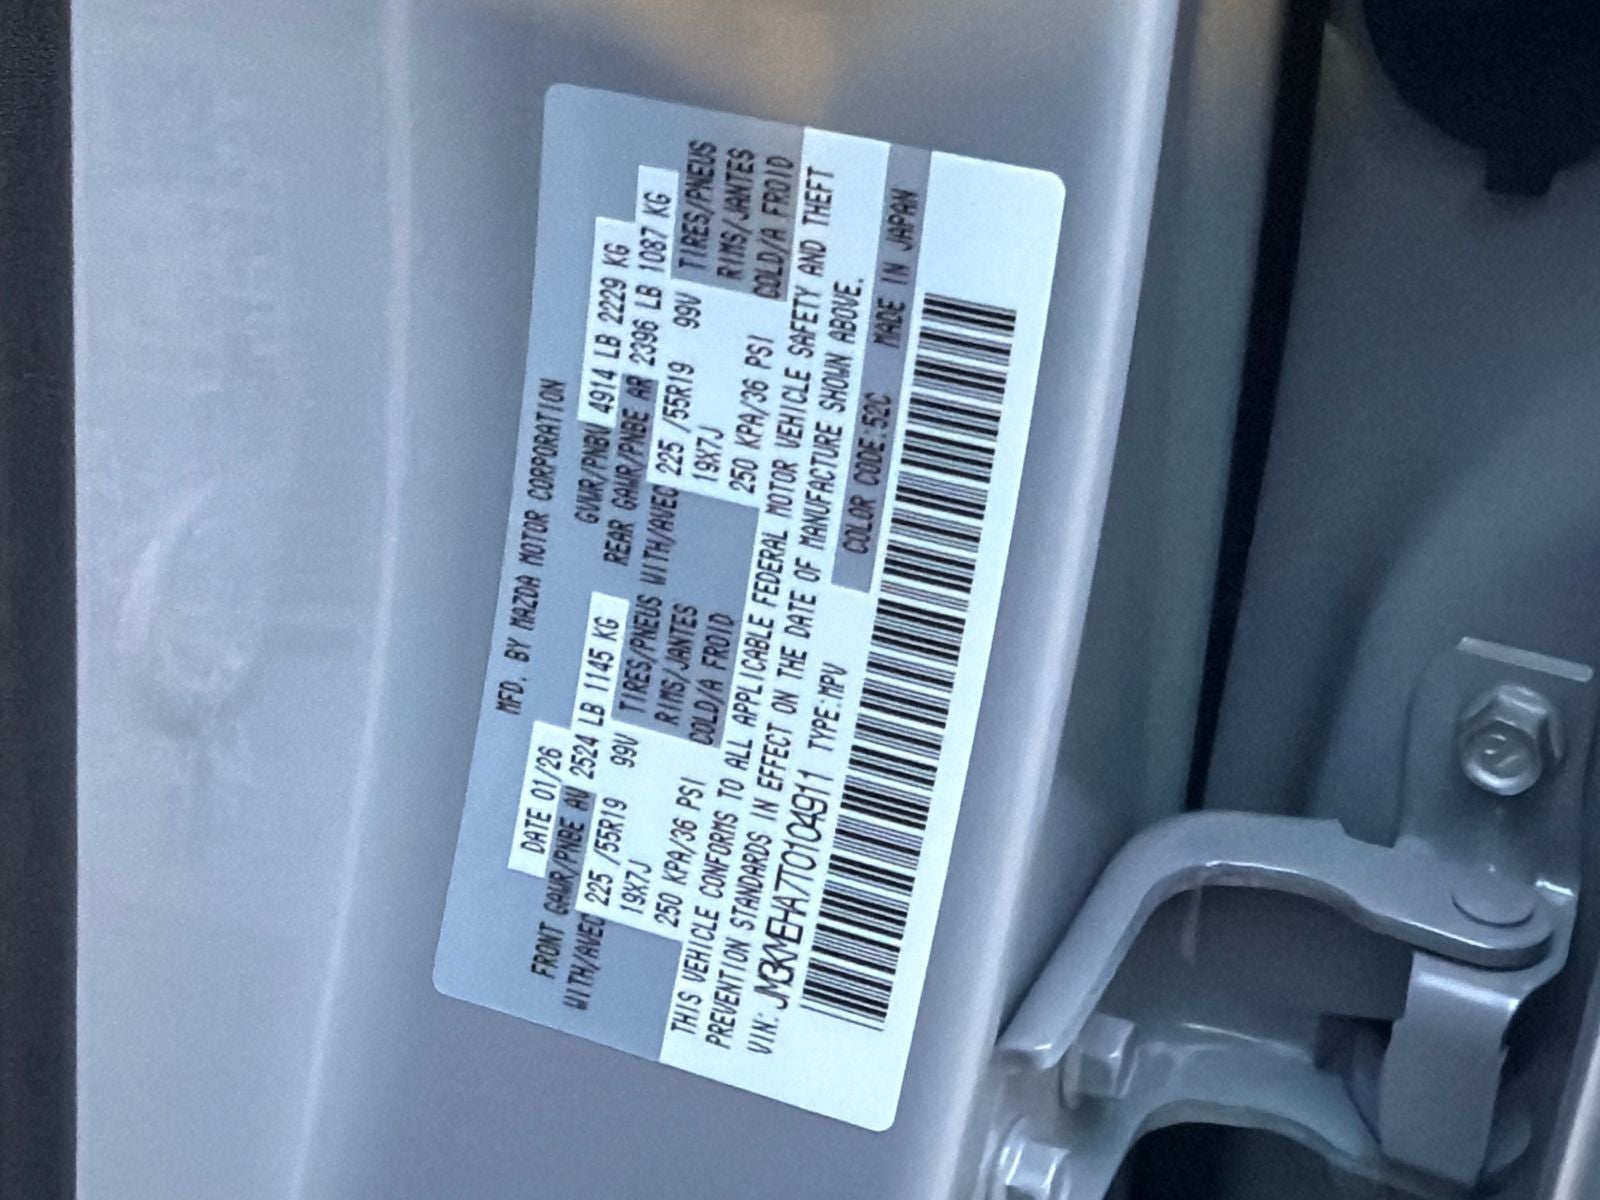 MFD. BY MAZDA MOTOR CORPORATION
DATE 01/26 GVWR/PNBV 4914 LB 2229 KG
FRONT GAWR/PNBE AV 2524 LB 1145 KG REAR GAWR/PNBE AR 2396 LB 1087 KG
WITH/AVEC 225 /55R19 99V TIRES/PNEUS WITH/AVEC 225 /55R19 99V TIRES/PNEUS
19X7J RIMS/JANTES 19X7J RIMS/JANTES
250 KPA/36 PSI COLD/A FROID 250 KPA/36 PSI COLD/A FROID
THIS VEHICLE CONFORMS TO ALL APPLICABLE FEDERAL MOTOR VEHICLE SAFETY AND THEFT
PREVENTION STANDARDS IN EFFECT ON THE DATE OF MANUFACTURE SHOWN ABOVE.
VIN: JM3KMEHA7T0104911 TYPE:MPV COLOR CODE:52C MADE IN JAPAN